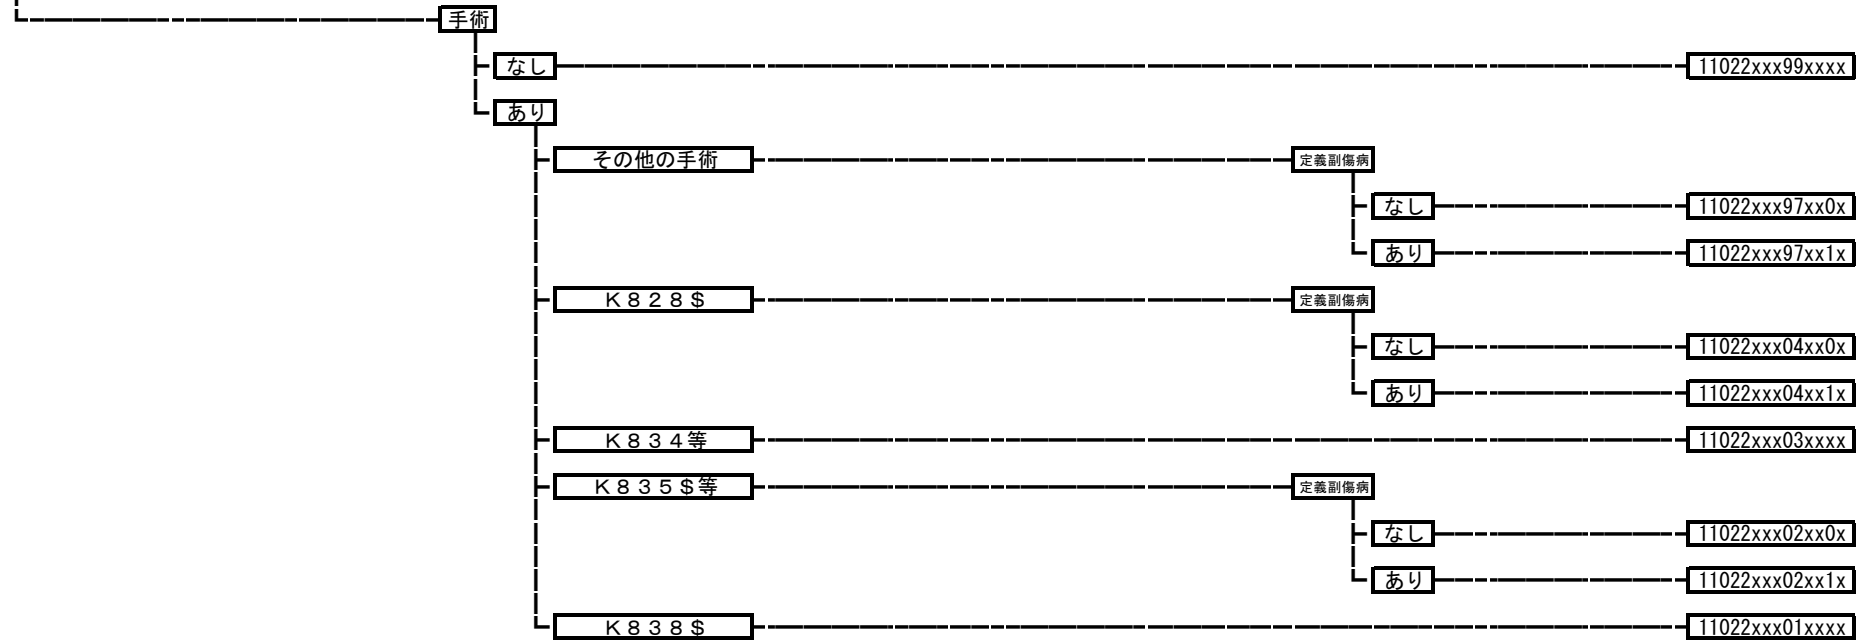 手術
なし 11022xxx99xxxx
あり
その他の手術 定義副傷病
なし 11022xxx97xx0x
あり 11022xxx97xx1x
K828$ 定義副傷病
なし 11022xxx04xx0x
あり 11022xxx04xx1x
K834等 11022xxx03xxxx
K835$等 定義副傷病
なし 11022xxx02xx0x
あり 11022xxx02xx1x
K838$ 11022xxx01xxxx